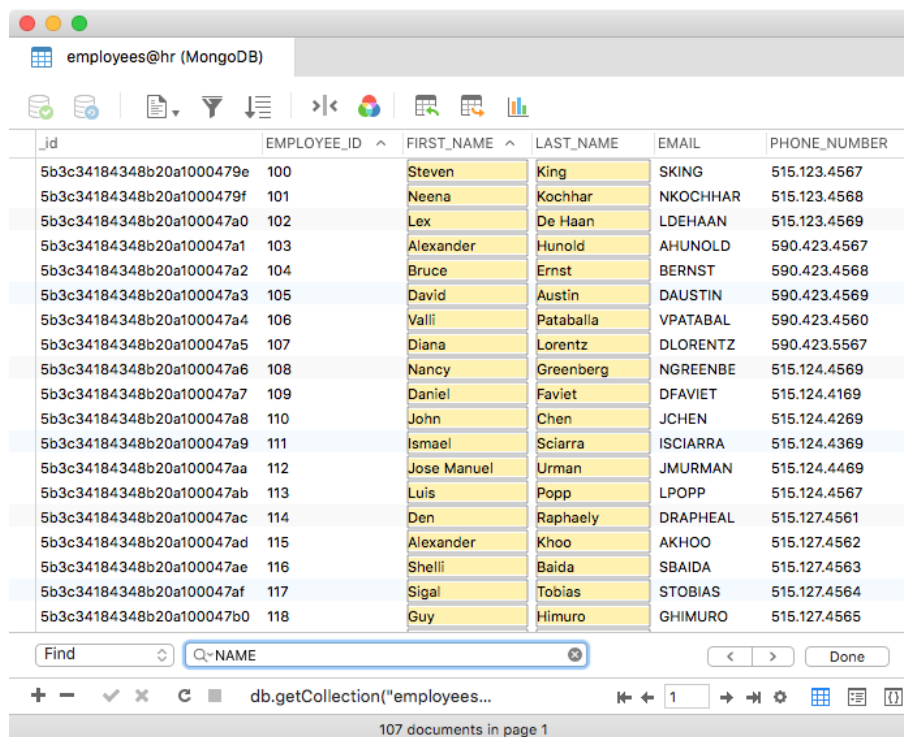 employees@hr (MongoDB)
_id EMPLOYEE_ID FIRST_NAME LAST_NAME EMAIL PHONE_NUMBER
5b3c34184348b20a1000479e 100 Steven King SKING 515.123.4567
5b3c34184348b20a1000479f 101 Neena Kochhar NKOCHHAR 515.123.4568
5b3c34184348b20a100047a0 102 Lex De Haan LDEHAAN 515.123.4569
5b3c34184348b20a100047a1 103 Alexander Hunold AHUNOLD 590.423.4567
5b3c34184348b20a100047a2 104 Bruce Ernst BERNST 590.423.4568
5b3c34184348b20a100047a3 105 David Austin DAUSTIN 590.423.4569
5b3c34184348b20a100047a4 106 Valli Pataballa VPATABAL 590.423.4560
5b3c34184348b20a100047a5 107 Diana Lorentz DLORENTZ 590.423.5567
5b3c34184348b20a100047a6 108 Nancy Greenberg NGREENBE 515.124.4569
5b3c34184348b20a100047a7 109 Daniel Faviet DFAVIET 515.124.4169
5b3c34184348b20a100047a8 110 John Chen JCHEN 515.124.4269
5b3c34184348b20a100047a9 111 Ismael Sciarra ISCIARRA 515.124.4369
5b3c34184348b20a100047aa 112 Jose Manuel Urman JMURMAN 515.124.4469
5b3c34184348b20a100047ab 113 Luis Popp LPOPP 515.124.4567
5b3c34184348b20a100047ac 114 Den Raphaely DRAPHEAL 515.127.4561
5b3c34184348b20a100047ad 115 Alexander Khoo AKHOO 515.127.4562
5b3c34184348b20a100047ae 116 Shelli Baida SBAIDA 515.127.4563
5b3c34184348b20a100047af 117 Sigal Tobias STOBIAS 515.127.4564
5b3c34184348b20a100047b0 118 Guy Himuro GHIMURO 515.127.4565
Find NAME Done
db.getCollection("employees... 1
107 documents in page 1